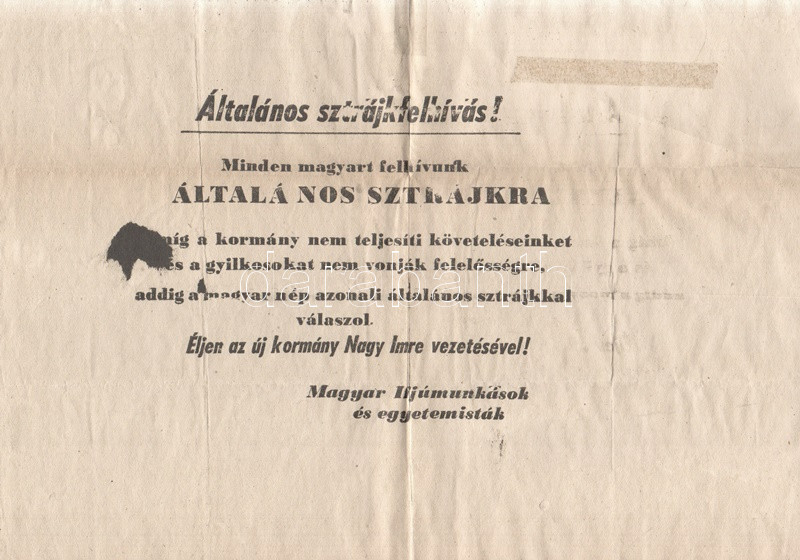 Általános sztrájkfelhívás!
Minden magyart felhívunk
ÁLTALÁ NOS SZTRÁJKRA
míg a kormány nem teljesíti követeléseinket
és a gyilkosokat nem vonják felelősségre,
addig a magyar nép azonali általános sztrájkkal
válaszol.
Éljen az új kormány Nagy Imre vezetésével!
Magyar Ifjúmunkások
és egyetemisták
darabanth